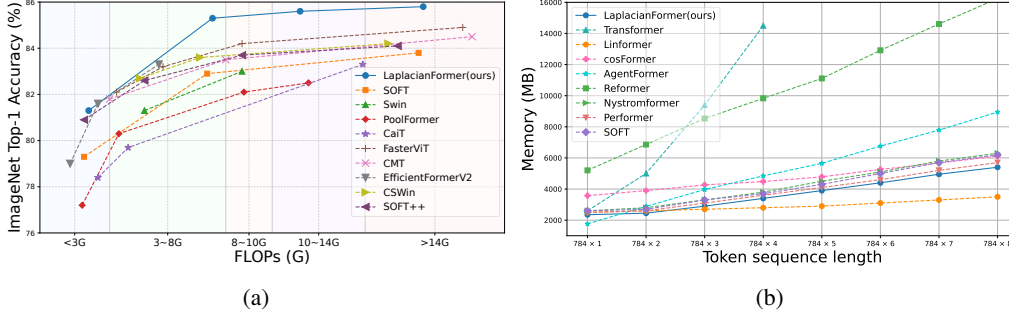 ImageNet Top-1 Accuracy (%)
86
84
82
80
78
76
<3G
3~8G
8~10G
10~14G
>14G
FLOPs (G)
LaplacianFormer(ours)
SOFT
Swin
PoolFormer
CaiT
FasterViT
CMT
EfficientFormerV2
CSWin
SOFT++
(a)
Memory (MB)
16000
14000
12000
10000
8000
6000
4000
2000
784 × 1
784 × 2
784 × 3
784 × 4
784 × 5
784 × 6
784 × 7
784 × 8
Token sequence length
LaplacianFormer(ours)
Transformer
Linformer
cosFormer
AgentFormer
Reformer
Nystromformer
Performer
SOFT
(b)